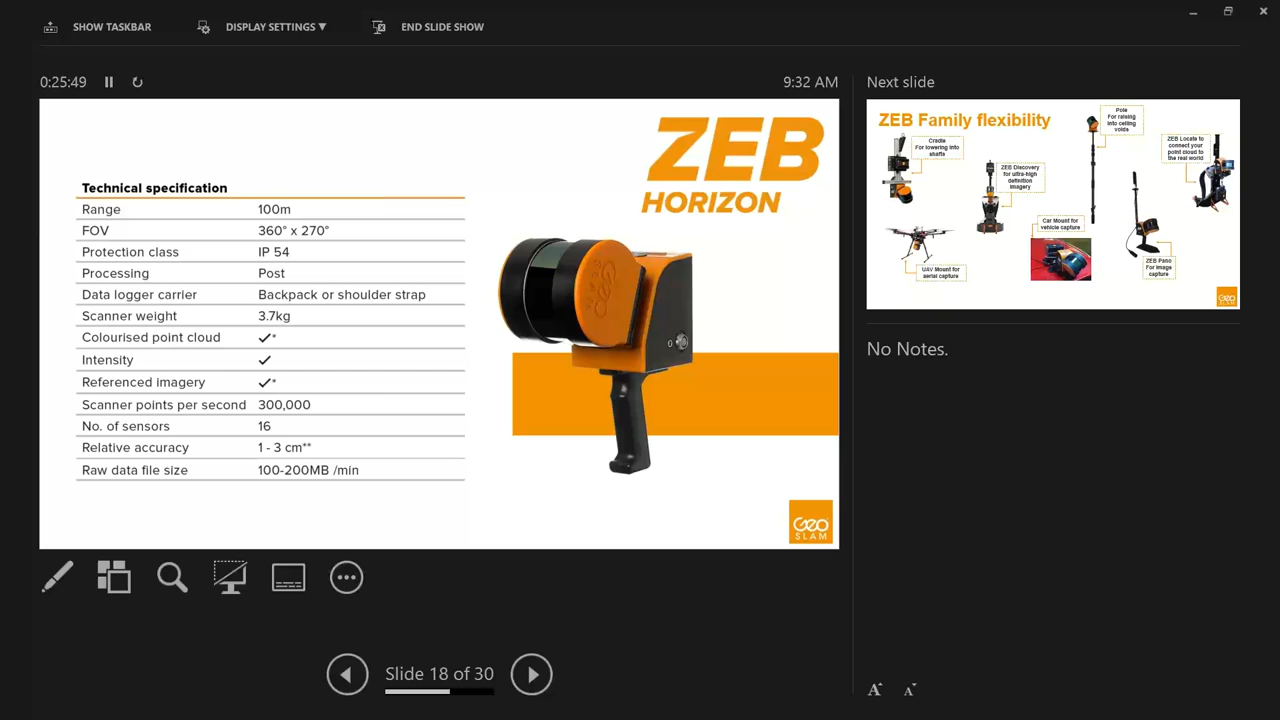 SHOW TASKBAR
DISPLAY SETTINGS ▼
END SLIDE SHOW
0:25:49
9:32 AM
Next slide
ZEB
HORIZON
Technical specification
Range 100m
FOV 360° x 270°
Protection class IP 54
Processing Post
Data logger carrier Backpack or shoulder strap
Scanner weight 3.7kg
Colourised point cloud ✓*
Intensity ✓
Referenced imagery ✓*
Scanner points per second 300,000
No. of sensors 16
Relative accuracy 1 - 3 cm**
Raw data file size 100-200MB /min
GEO
SLAM
ZEB Family flexibility
Cradle
For lowering into
shafts
ZEB Discovery
for ultra-high
definition
imagery
Pole
For raising
into ceiling
voids
ZEB Locate to
connect your
point cloud to
the real world
UAV Mount for
aerial capture
Car Mount for
vehicle capture
ZEB Pano
For image
capture
GEO
SLAM
No Notes.
Slide 18 of 30
A A